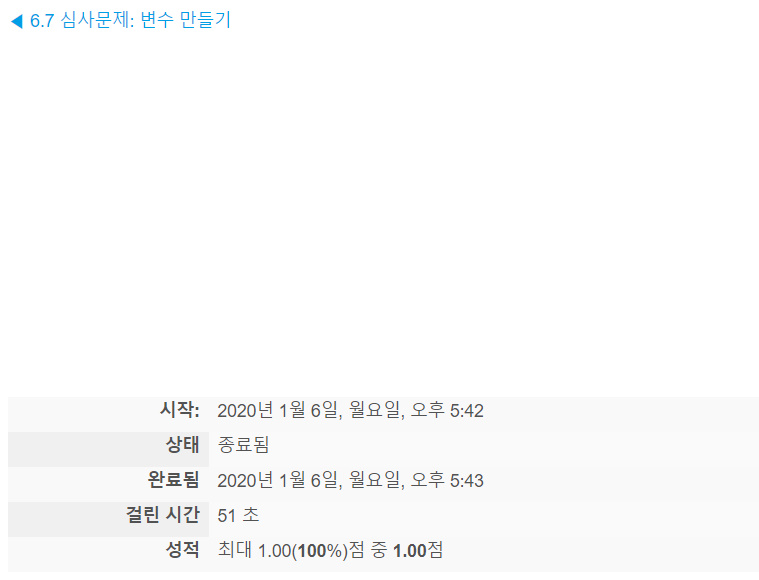 ◀ 6.7 심사문제: 변수 만들기
시작: 2020년 1월 6일, 월요일, 오후 5:42
상태 종료됨
완료됨 2020년 1월 6일, 월요일, 오후 5:43
걸린 시간 51 초
성적 최대 1.00(100%)점 중 1.00점